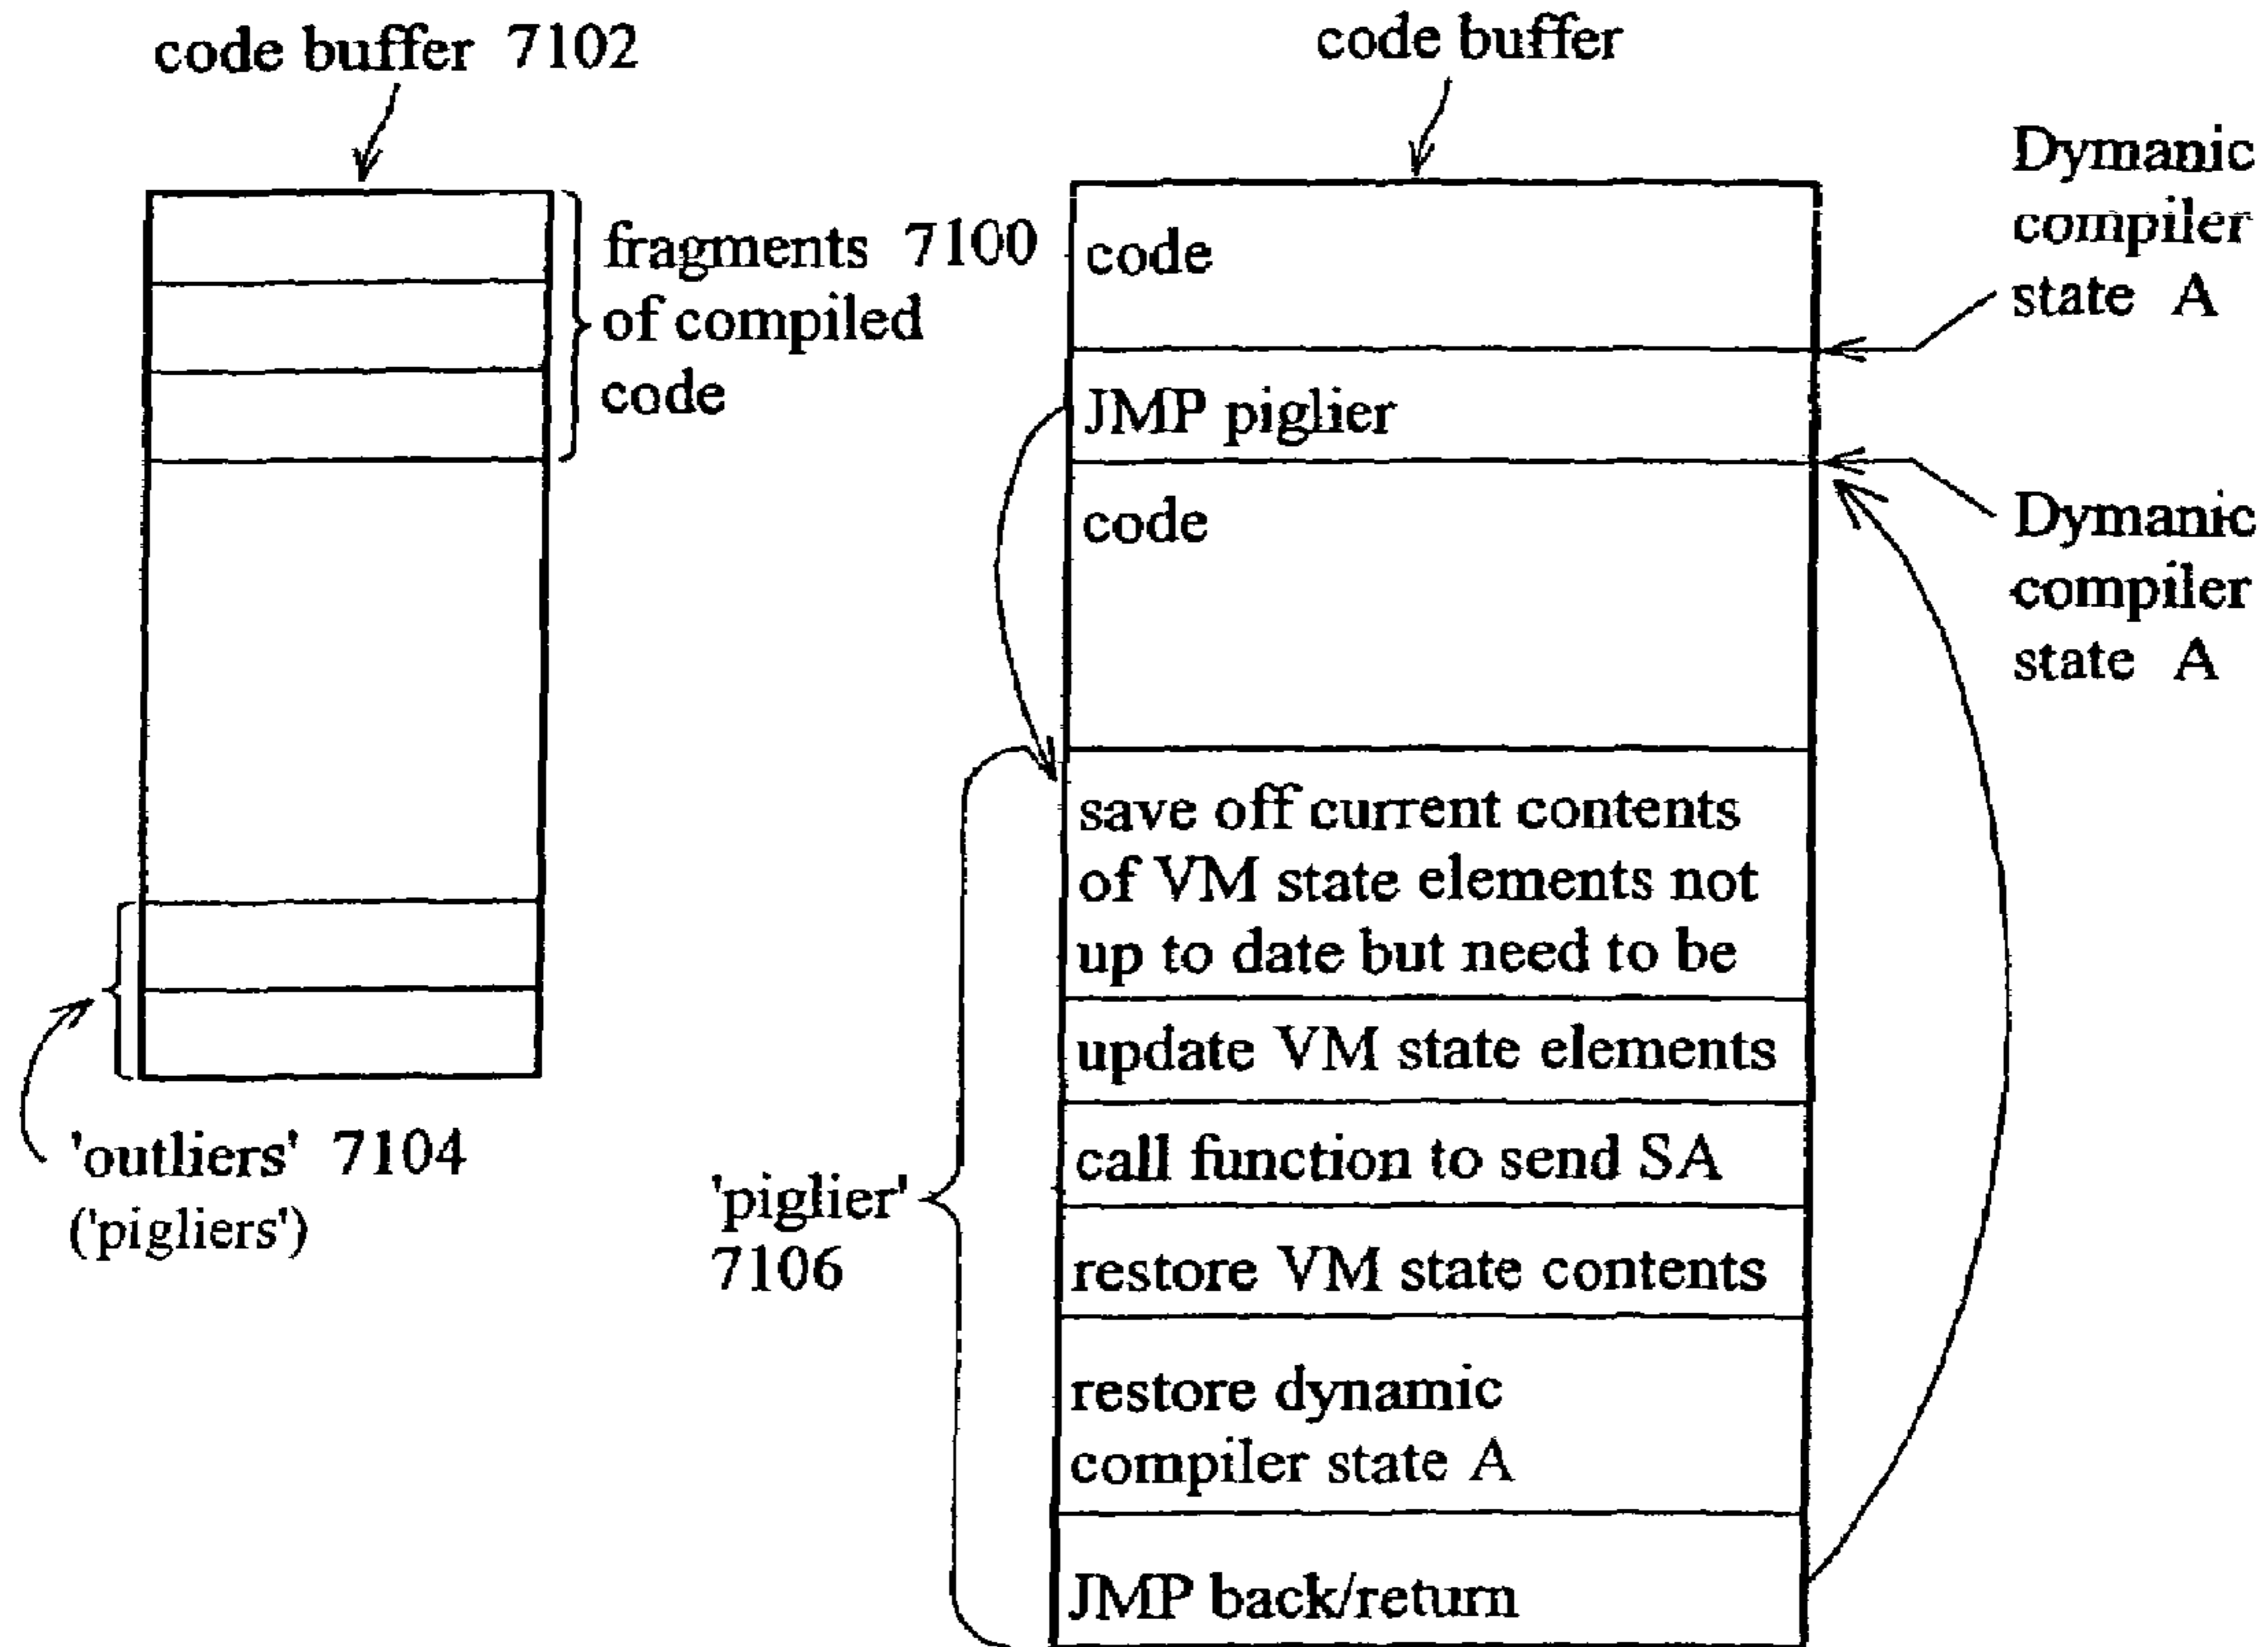 code buffer 7102
fragments 7100
of compiled
code
'outliers' 7104
('pigliers')
code buffer
code
JMP piglier
code
save off current contents
of VM state elements not
up to date but need to be
update VM state elements
call function to send SA
restore VM state contents
restore dynamic
compiler state A
JMP back/return
'piglier'
7106
Dymanic
compiler
state A
Dymanic
compiler
state A